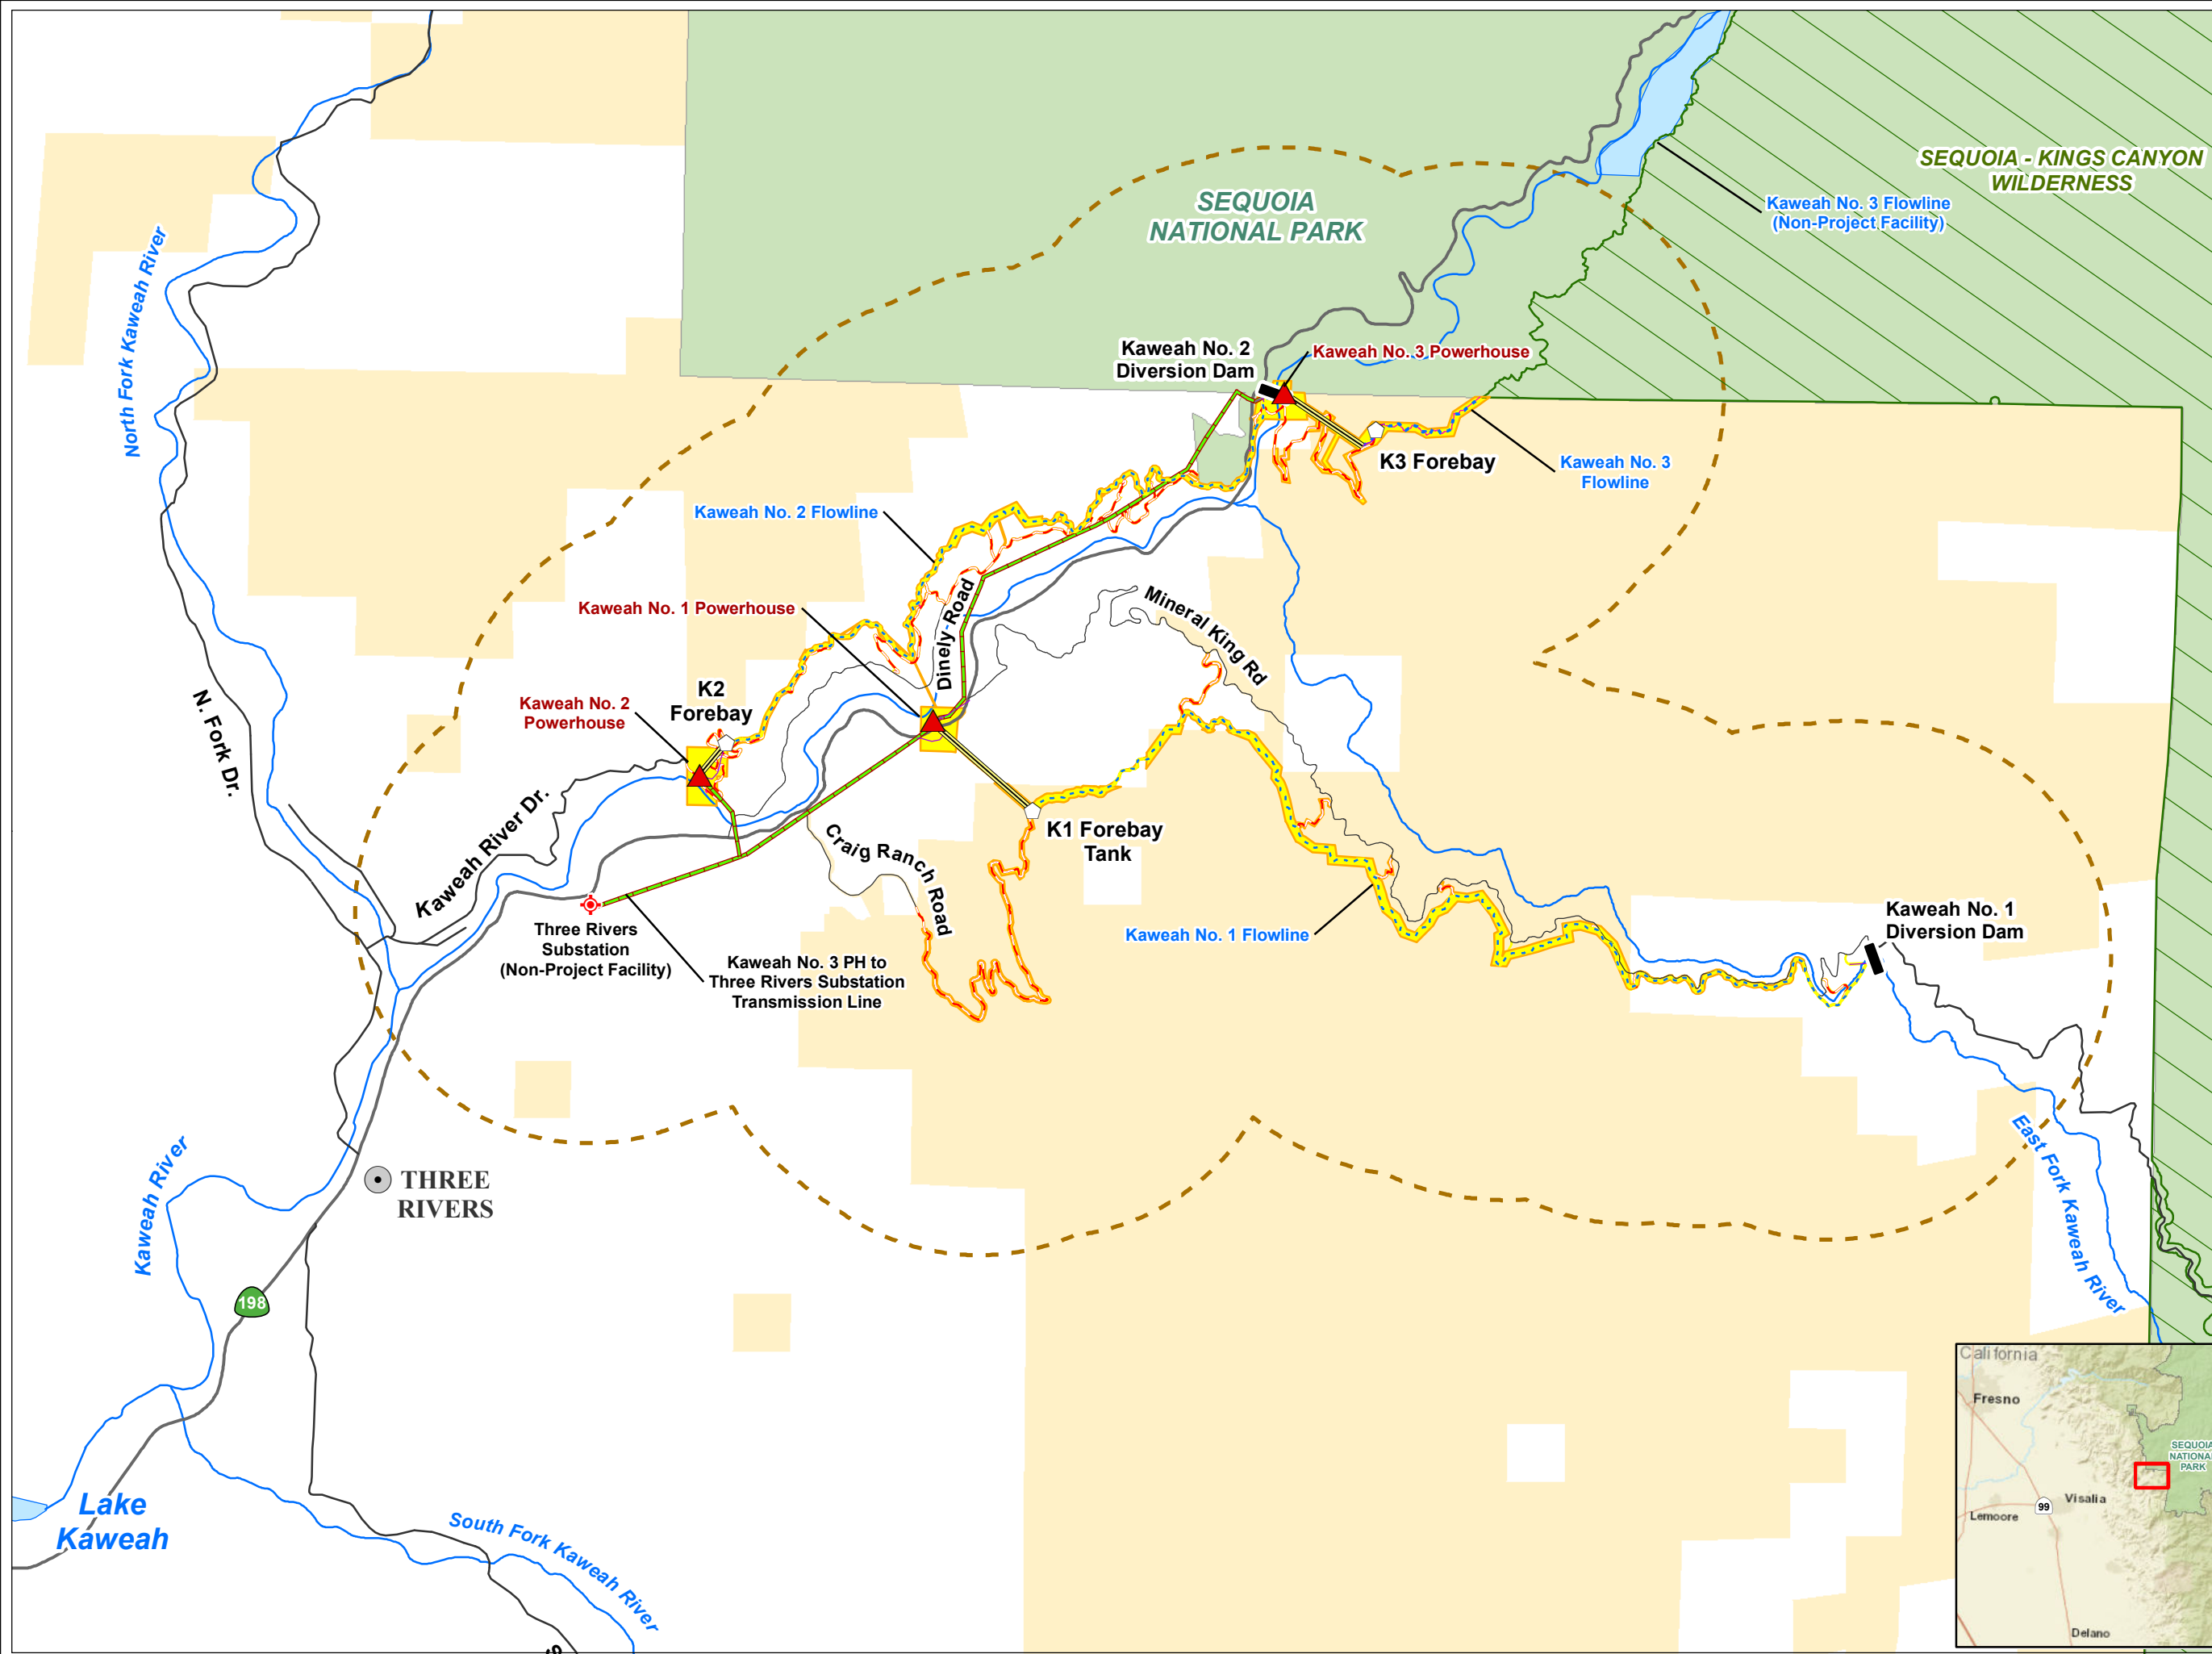 SEQUOIA - KINGS CANYON
WILDERNESS
SEQUOIA
NATIONAL PARK
Kaweah No. 3 Flowline
(Non-Project Facility)
North Fork Kaweah River
Kaweah No. 2
Diversion Dam
Kaweah No. 3 Powerhouse
K3 Forebay
Kaweah No. 3
Flowline
Kaweah No. 2 Flowline
Kaweah No. 1 Powerhouse
Dinely Road
Mineral King Rd
K2
Forebay
Kaweah No. 2
Powerhouse
N. Fork Dr.
Kaweah River Dr.
Craig Ranch Road
K1 Forebay
Tank
Kaweah No. 1 Flowline
Kaweah No. 1
Diversion Dam
Three Rivers
Substation
(Non-Project Facility)
Kaweah No. 3 PH to
Three Rivers Substation
Transmission Line
East Fork Kaweah River
Kaweah River
THREE
RIVERS
198
Lake
Kaweah
South Fork Kaweah River
California
Fresno
SEQUOIA
NATIONAL
PARK
99
Visalia
Lemoore
Delano